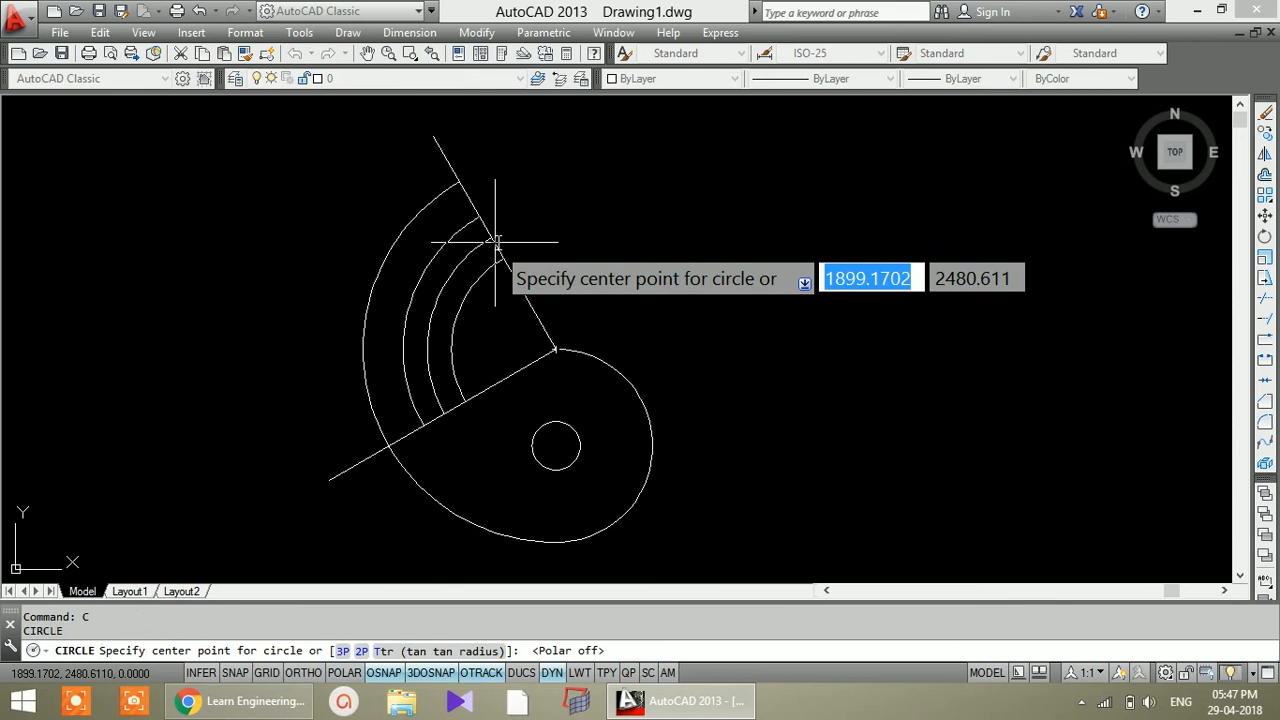 AutoCAD Classic
AutoCAD 2013 Drawing1.dwg
Type a keyword or phrase
Sign In
File Edit View Insert Format Tools Draw Dimension Modify Parametric Window Help Express
Standard ISO-25 Standard Standard
AutoCAD Classic 0 ByLayer ByLayer ByLayer ByColor
N
W TOP E
S
WCS
Specify center point for circle or 1899.1702 2480.611
Y
X
Model Layout1 Layout2
Command: C
CIRCLE
CIRCLE Specify center point for circle or [3P 2P Ttr (tan tan radius)]: <Polar off>
1899.1702, 2480.6110, 0.0000 INFER SNAP GRID ORTHO POLAR OSNAP 3DOSNAP OTRACK DUCS DYN LWT TPY QP SC AM MODEL 1:1
Learn Engineering... AutoCAD 2013 - [... ENG 05:47 PM
29-04-2018